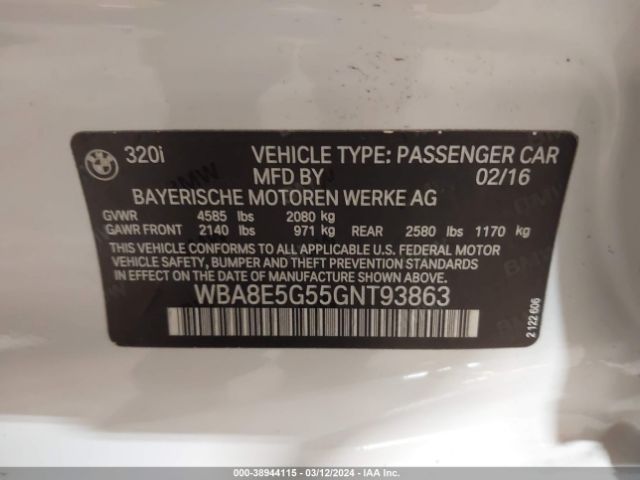 BMW
320i VEHICLE TYPE: PASSENGER CAR
MFD BY 02/16
BAYERISCHE MOTOREN WERKE AG
GVWR 4585 lbs 2080 kg
GAWR FRONT 2140 lbs 971 kg REAR 2580 lbs 1170 kg
THIS VEHICLE CONFORMS TO ALL APPLICABLE U.S. FEDERAL MOTOR
VEHICLE SAFETY, BUMPER, AND THEFT PREVENTION
STANDARDS IN EFFECT ON THE DATE OF MANUFACTURE SHOWN ABOVE.
WBA8E5G55GNT93863
2 122 606
WBO-38944115 - 03/12/2024 - IAA Inc.